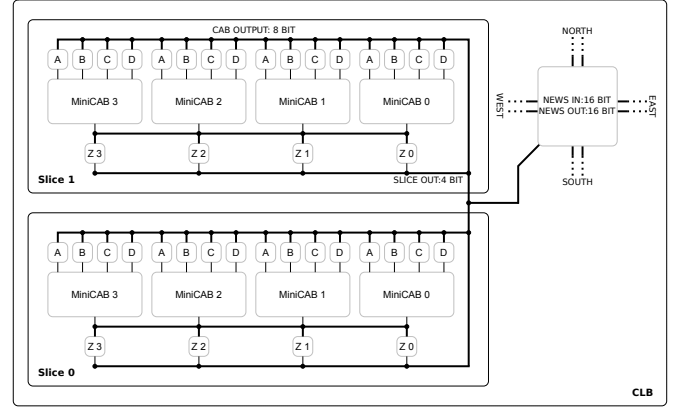 CAB OUTPUT: 8 BIT
A B C D A B C D A B C D A B C D
MiniCAB 3 MiniCAB 2 MiniCAB 1 MiniCAB 0
Z 3 Z 2 Z 1 Z 0
Slice 1
SLICE OUT:4 BIT
NORTH
WEST
NEWS IN:16 BIT
NEWS OUT:16 BIT
EAST
SOUTH
A B C D A B C D A B C D A B C D
MiniCAB 3 MiniCAB 2 MiniCAB 1 MiniCAB 0
Z 3 Z 2 Z 1 Z 0
Slice 0
CLB